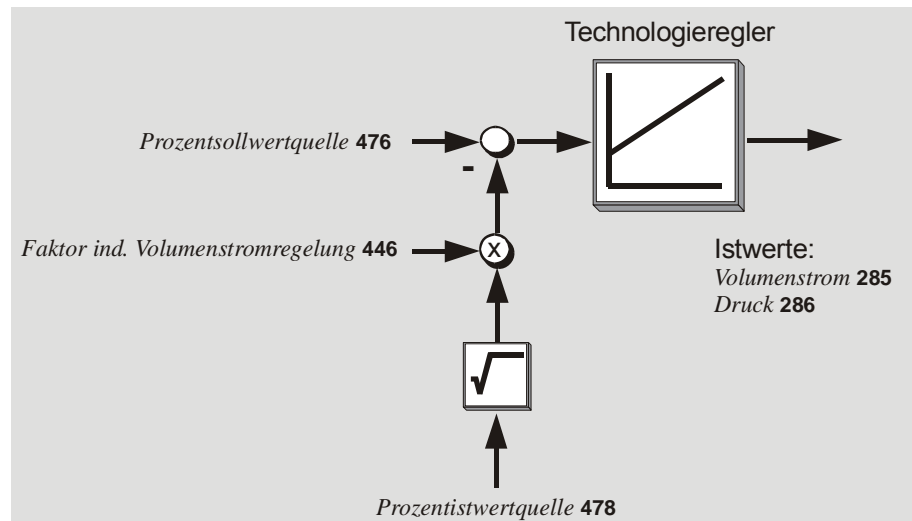 Technologieregler
Prozentsollwertquelle 476
-
Faktor ind. Volumenstromregelung 446
X
Istwerte:
Volumenstrom 285
Druck 286
√
Prozentistwertquelle 478